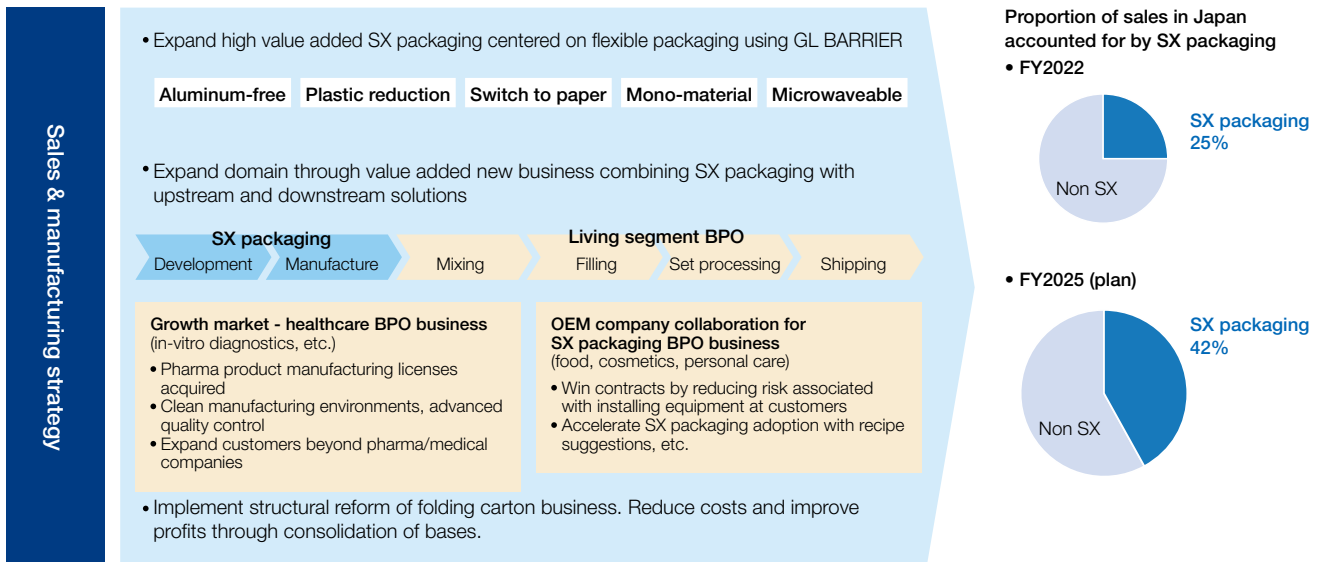 Sales & manufacturing strategy
• Expand high value added SX packaging centered on flexible packaging using GL BARRIER
Aluminum-free
Plastic reduction
Switch to paper
Mono-material
Microwaveable
• Expand domain through value added new business combining SX packaging with
upstream and downstream solutions
SX packaging
Living segment BPO
Development
Manufacture
Mixing
Filling
Set processing
Shipping
Growth market - healthcare BPO business
(in-vitro diagnostics, etc.)
• Pharma product manufacturing licenses
acquired
• Clean manufacturing environments, advanced
quality control
• Expand customers beyond pharma/medical
companies
OEM company collaboration for
SX packaging BPO business
(food, cosmetics, personal care)
• Win contracts by reducing risk associated
with installing equipment at customers
• Accelerate SX packaging adoption with recipe
suggestions, etc.
• Implement structural reform of folding carton business. Reduce costs and improve
profits through consolidation of bases.
Proportion of sales in Japan
accounted for by SX packaging
• FY2022
SX packaging
25%
Non SX
• FY2025 (plan)
SX packaging
42%
Non SX